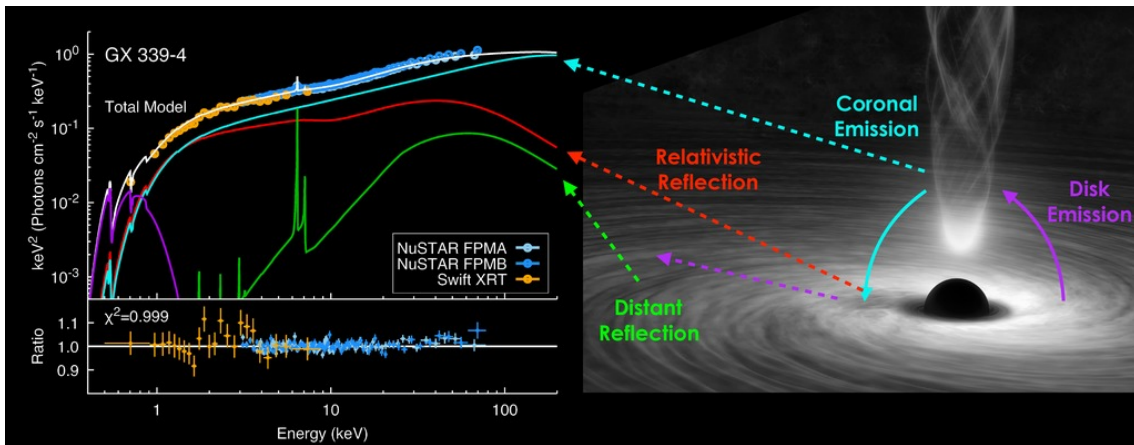 GX 339-4
Total Model
10⁰
10⁻¹
10⁻²
10⁻³
keV² (Photons cm⁻² s⁻¹ keV⁻¹)
NuSTAR FPMA
NuSTAR FPMB
Swift XRT
χ²=0.999
1.1
1.0
0.9
Ratio
1
10
100
Energy (keV)
Coronal
Emission
Relativistic
Reflection
Disk
Emission
Distant
Reflection